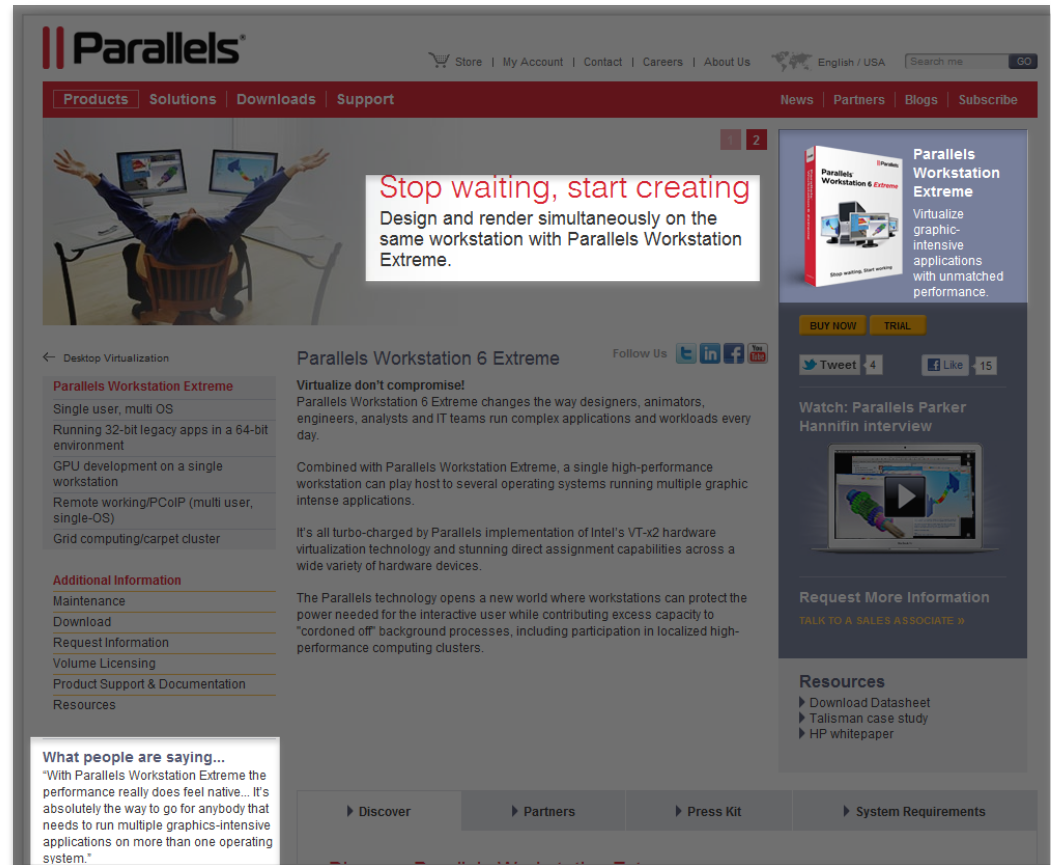 Parallels®
Store | My Account | Contact | Careers | About Us
English / USA
Search me
GO
Products | Solutions | Downloads | Support
News | Partners | Blogs | Subscribe
1 2
Stop waiting, start creating
Design and render simultaneously on the
same workstation with Parallels Workstation
Extreme.
Parallels
Parallels
Workstation 6 Extreme
Stop waiting, Start working
Parallels
Workstation
Extreme
Virtualize
graphic-
intensive
applications
with unmatched
performance.
BUY NOW
TRIAL
Tweet 4
Like 15
Watch: Parallels Parker
Hannifin interview
Request More Information
TALK TO A SALES ASSOCIATE »
Resources
Download Datasheet
Talisman case study
HP whitepaper
← Desktop Virtualization
Parallels Workstation Extreme
Single user, multi OS
Running 32-bit legacy apps in a 64-bit
environment
GPU development on a single
workstation
Remote working/PCoIP (multi user,
single-OS)
Grid computing/carpet cluster
Additional Information
Maintenance
Download
Request Information
Volume Licensing
Product Support & Documentation
Resources
What people are saying...
“With Parallels Workstation Extreme the
performance really does feel native... It's
absolutely the way to go for anybody that
needs to run multiple graphics-intensive
applications on more than one operating
system.”
Parallels Workstation 6 Extreme
Follow Us
You Tube
Virtualize don't compromise!
Parallels Workstation 6 Extreme changes the way designers, animators,
engineers, analysts and IT teams run complex applications and workloads every
day.
Combined with Parallels Workstation Extreme, a single high-performance
workstation can play host to several operating systems running multiple graphic
intense applications.
It's all turbo-charged by Parallels implementation of Intel's VT-x2 hardware
virtualization technology and stunning direct assignment capabilities across a
wide variety of hardware devices.
The Parallels technology opens a new world where workstations can protect the
power needed for the interactive user while contributing excess capacity to
"cordoned off" background processes, including participation in localized high-
performance computing clusters.
Discover
Partners
Press Kit
System Requirements